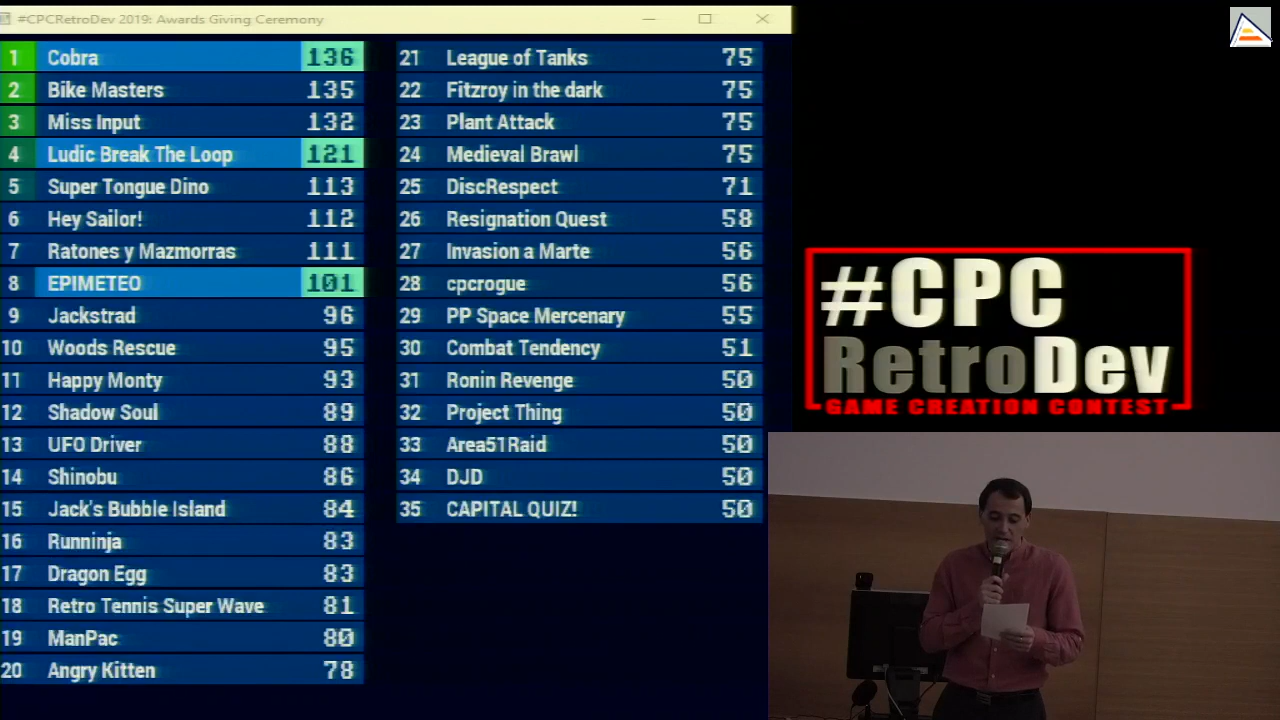 #CPCRetroDev 2019: Awards Giving Ceremony
1 Cobra 136
2 Bike Masters 135
3 Miss Input 132
4 Ludic Break The Loop 121
5 Super Tongue Dino 113
6 Hey Sailor! 112
7 Ratones y Mazmorras 111
8 EPIMETEO 101
9 Jackstrad 96
10 Woods Rescue 95
11 Happy Monty 93
12 Shadow Soul 89
13 UFO Driver 88
14 Shinobu 86
15 Jack's Bubble Island 84
16 Runninja 83
17 Dragon Egg 83
18 Retro Tennis Super Wave 81
19 ManPac 80
20 Angry Kitten 78
21 League of Tanks 75
22 Fitzroy in the dark 75
23 Plant Attack 75
24 Medieval Brawl 75
25 DiscRespect 71
26 Resignation Quest 58
27 Invasion a Marte 56
28 cpcrogue 56
29 PP Space Mercenary 55
30 Combat Tendency 51
31 Ronin Revenge 50
32 Project Thing 50
33 Area51Raid 50
34 DJD 50
35 CAPITAL QUIZ! 50
#CPC
RetroDev
GAME CREATION CONTEST